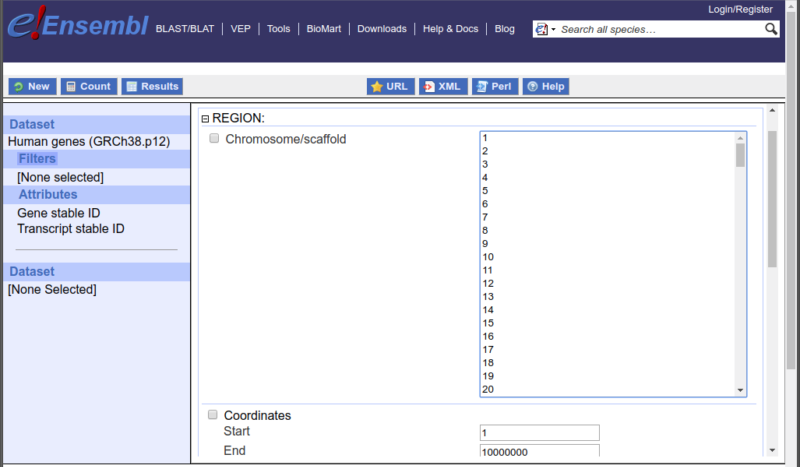 Login/Register
e!Ensembl
BLAST/BLAT | VEP | Tools | BioMart | Downloads | Help & Docs | Blog
Search all species…
New Count Results URL XML Perl Help
Dataset
Human genes (GRCh38.p12)
Filters
[None selected]
Attributes
Gene stable ID
Transcript stable ID
Dataset
[None Selected]
REGION:
Chromosome/scaffold
1
2
3
4
5
6
7
8
9
10
11
12
13
14
15
16
17
18
19
20
Coordinates
Start 1
End 10000000